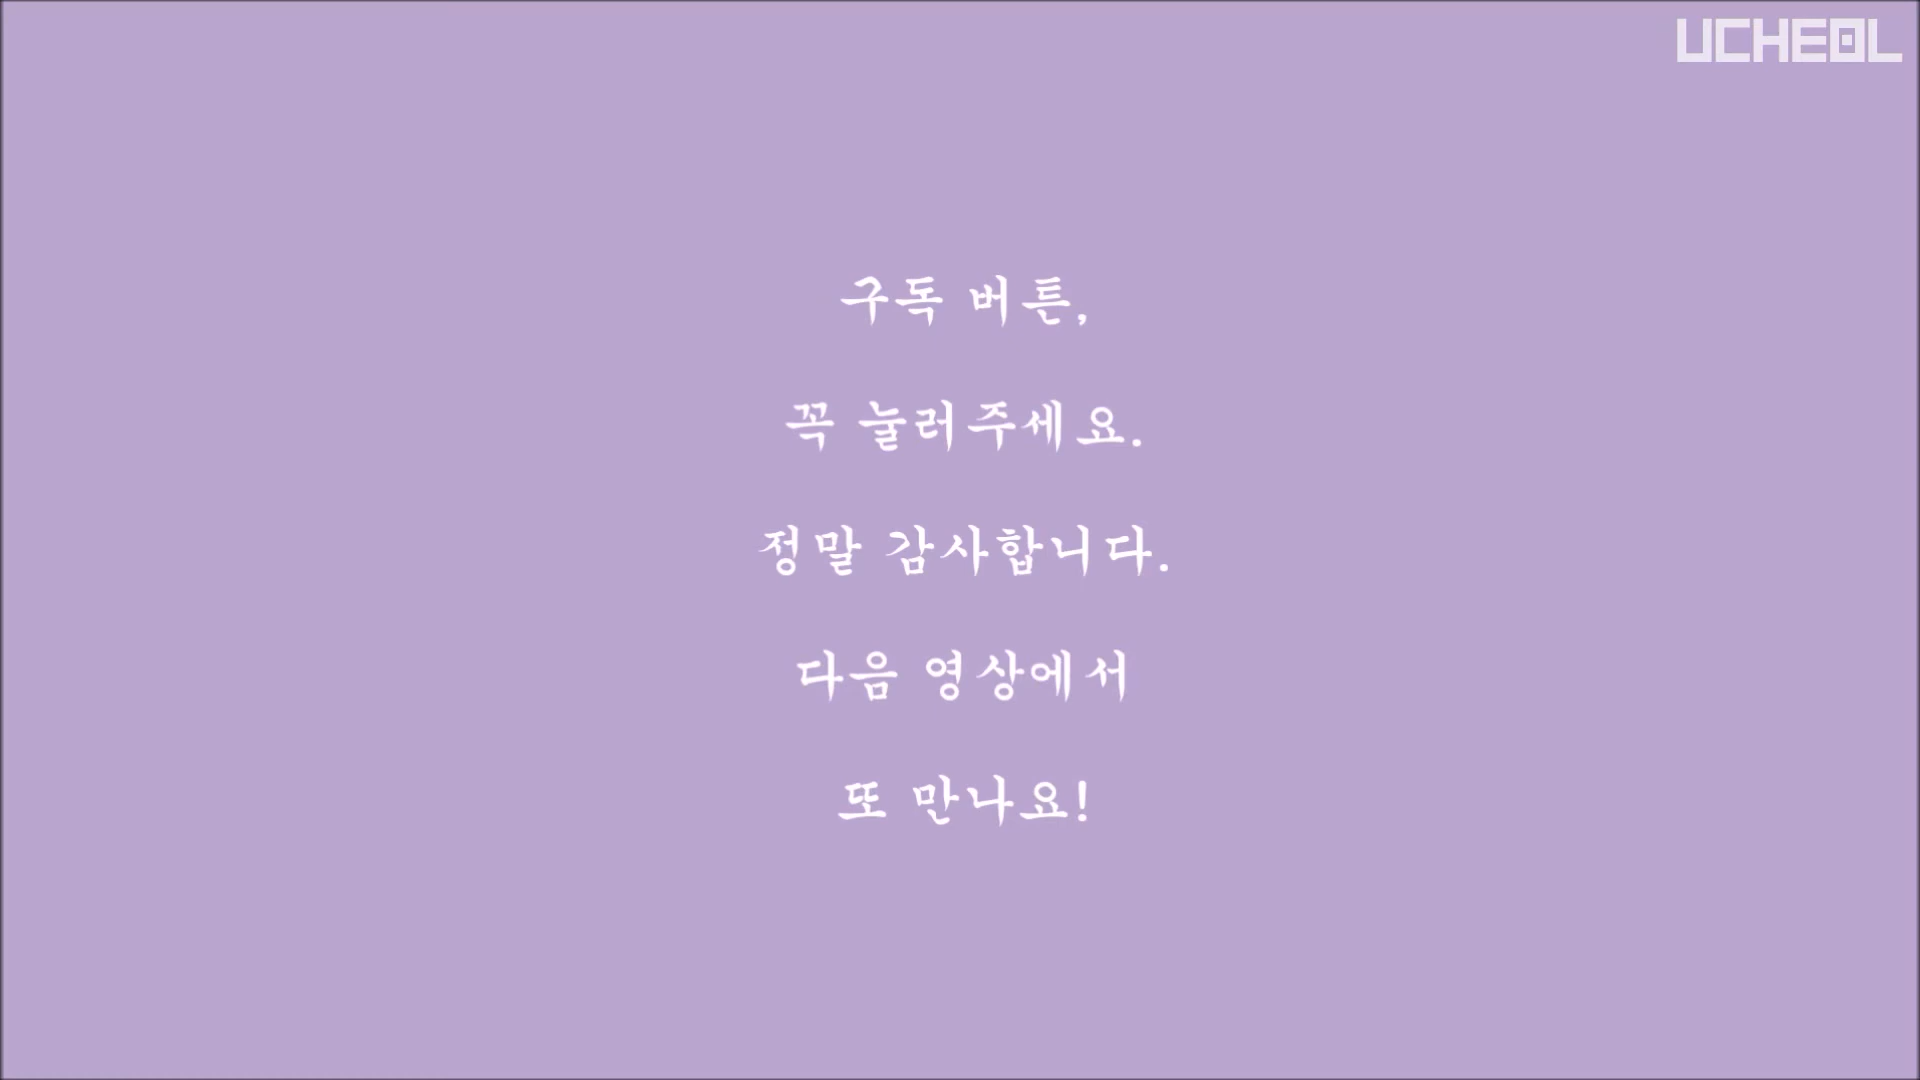 UCHEOL
구독 버튼,
꼭 눌러주세요.
정말 감사합니다.
다음 영상에서
또 만나요!